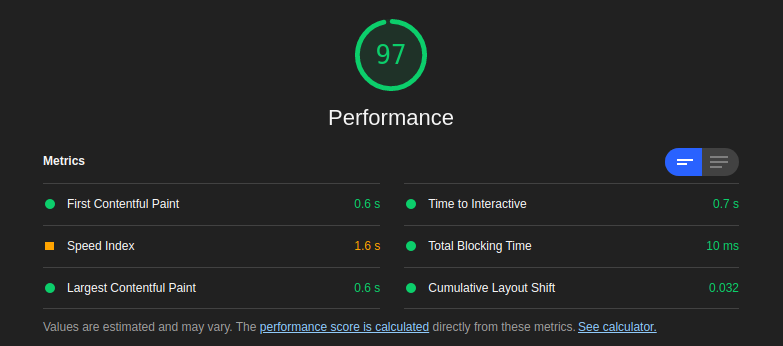 97
Performance
Metrics
First Contentful Paint 0.6 s
Time to Interactive 0.7 s
Speed Index 1.6 s
Total Blocking Time 10 ms
Largest Contentful Paint 0.6 s
Cumulative Layout Shift 0.032
Values are estimated and may vary. The performance score is calculated directly from these metrics. See calculator.